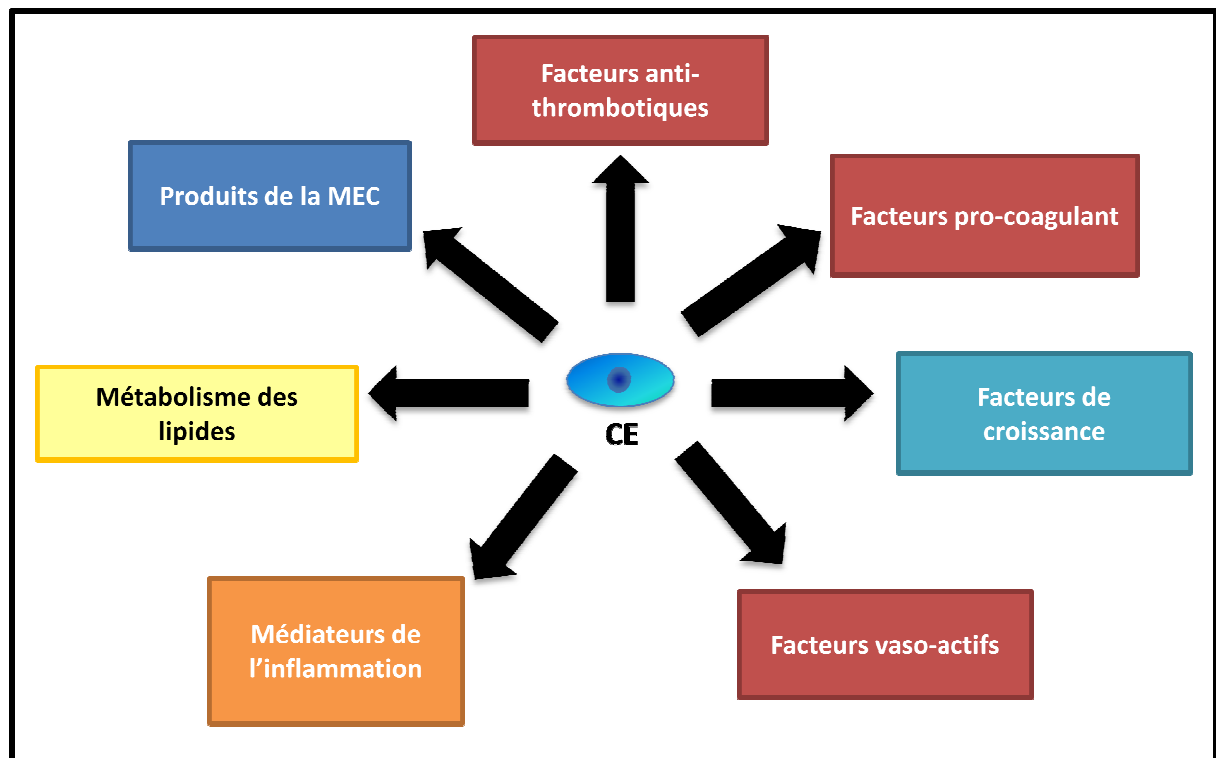 Facteurs anti-
thrombotiques
Produits de la MEC
Facteurs pro-coagulant
Métabolisme des
lipides
CE
Facteurs de
croissance
Médiateurs de
l’inflammation
Facteurs vaso-actifs